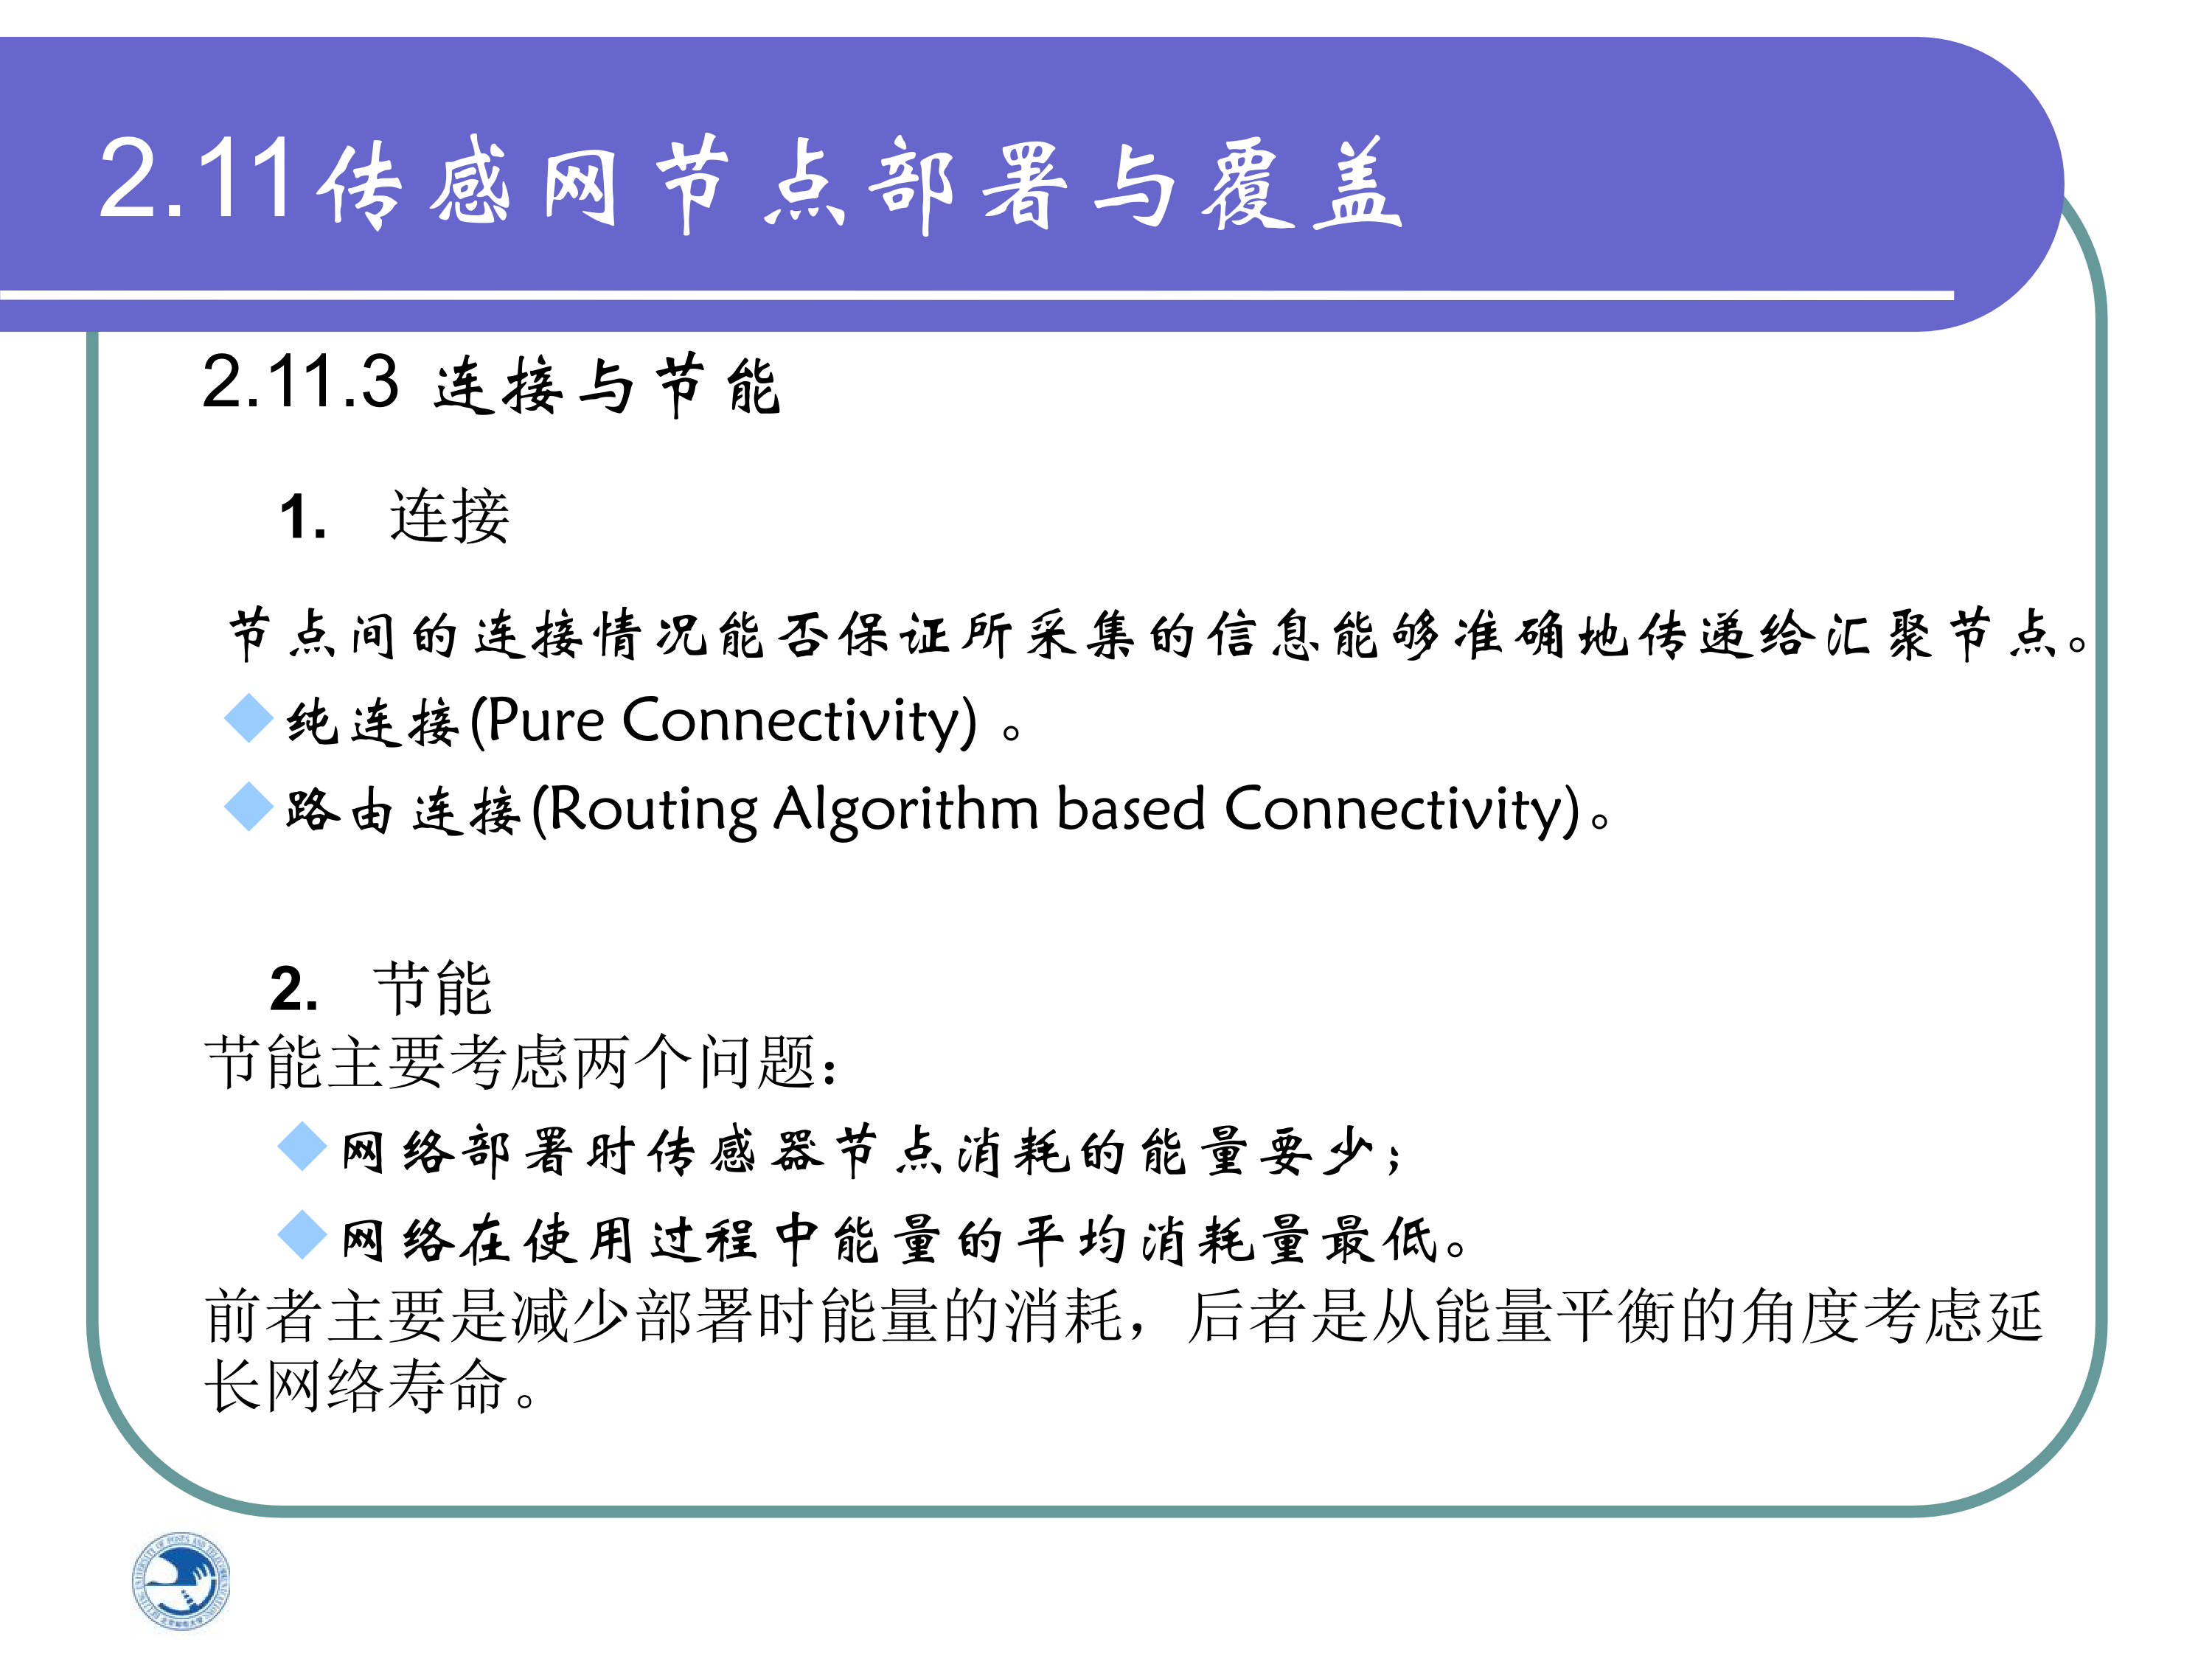 2.11传感网节点部署与覆盖
2.11.3 连接与节能
1. 连接
节点间的连接情况能否保证所采集的信息能够准确地传递给汇聚节点。
纯连接(Pure Connectivity) 。
路由连接(Routing Algorithm based Connectivity)。
2. 节能
节能主要考虑两个问题：
网络部署时传感器节点消耗的能量要少；
网络在使用过程中能量的平均消耗量最低。
前者主要是减少部署时能量的消耗，后者是从能量平衡的角度考虑延
长网络寿命。